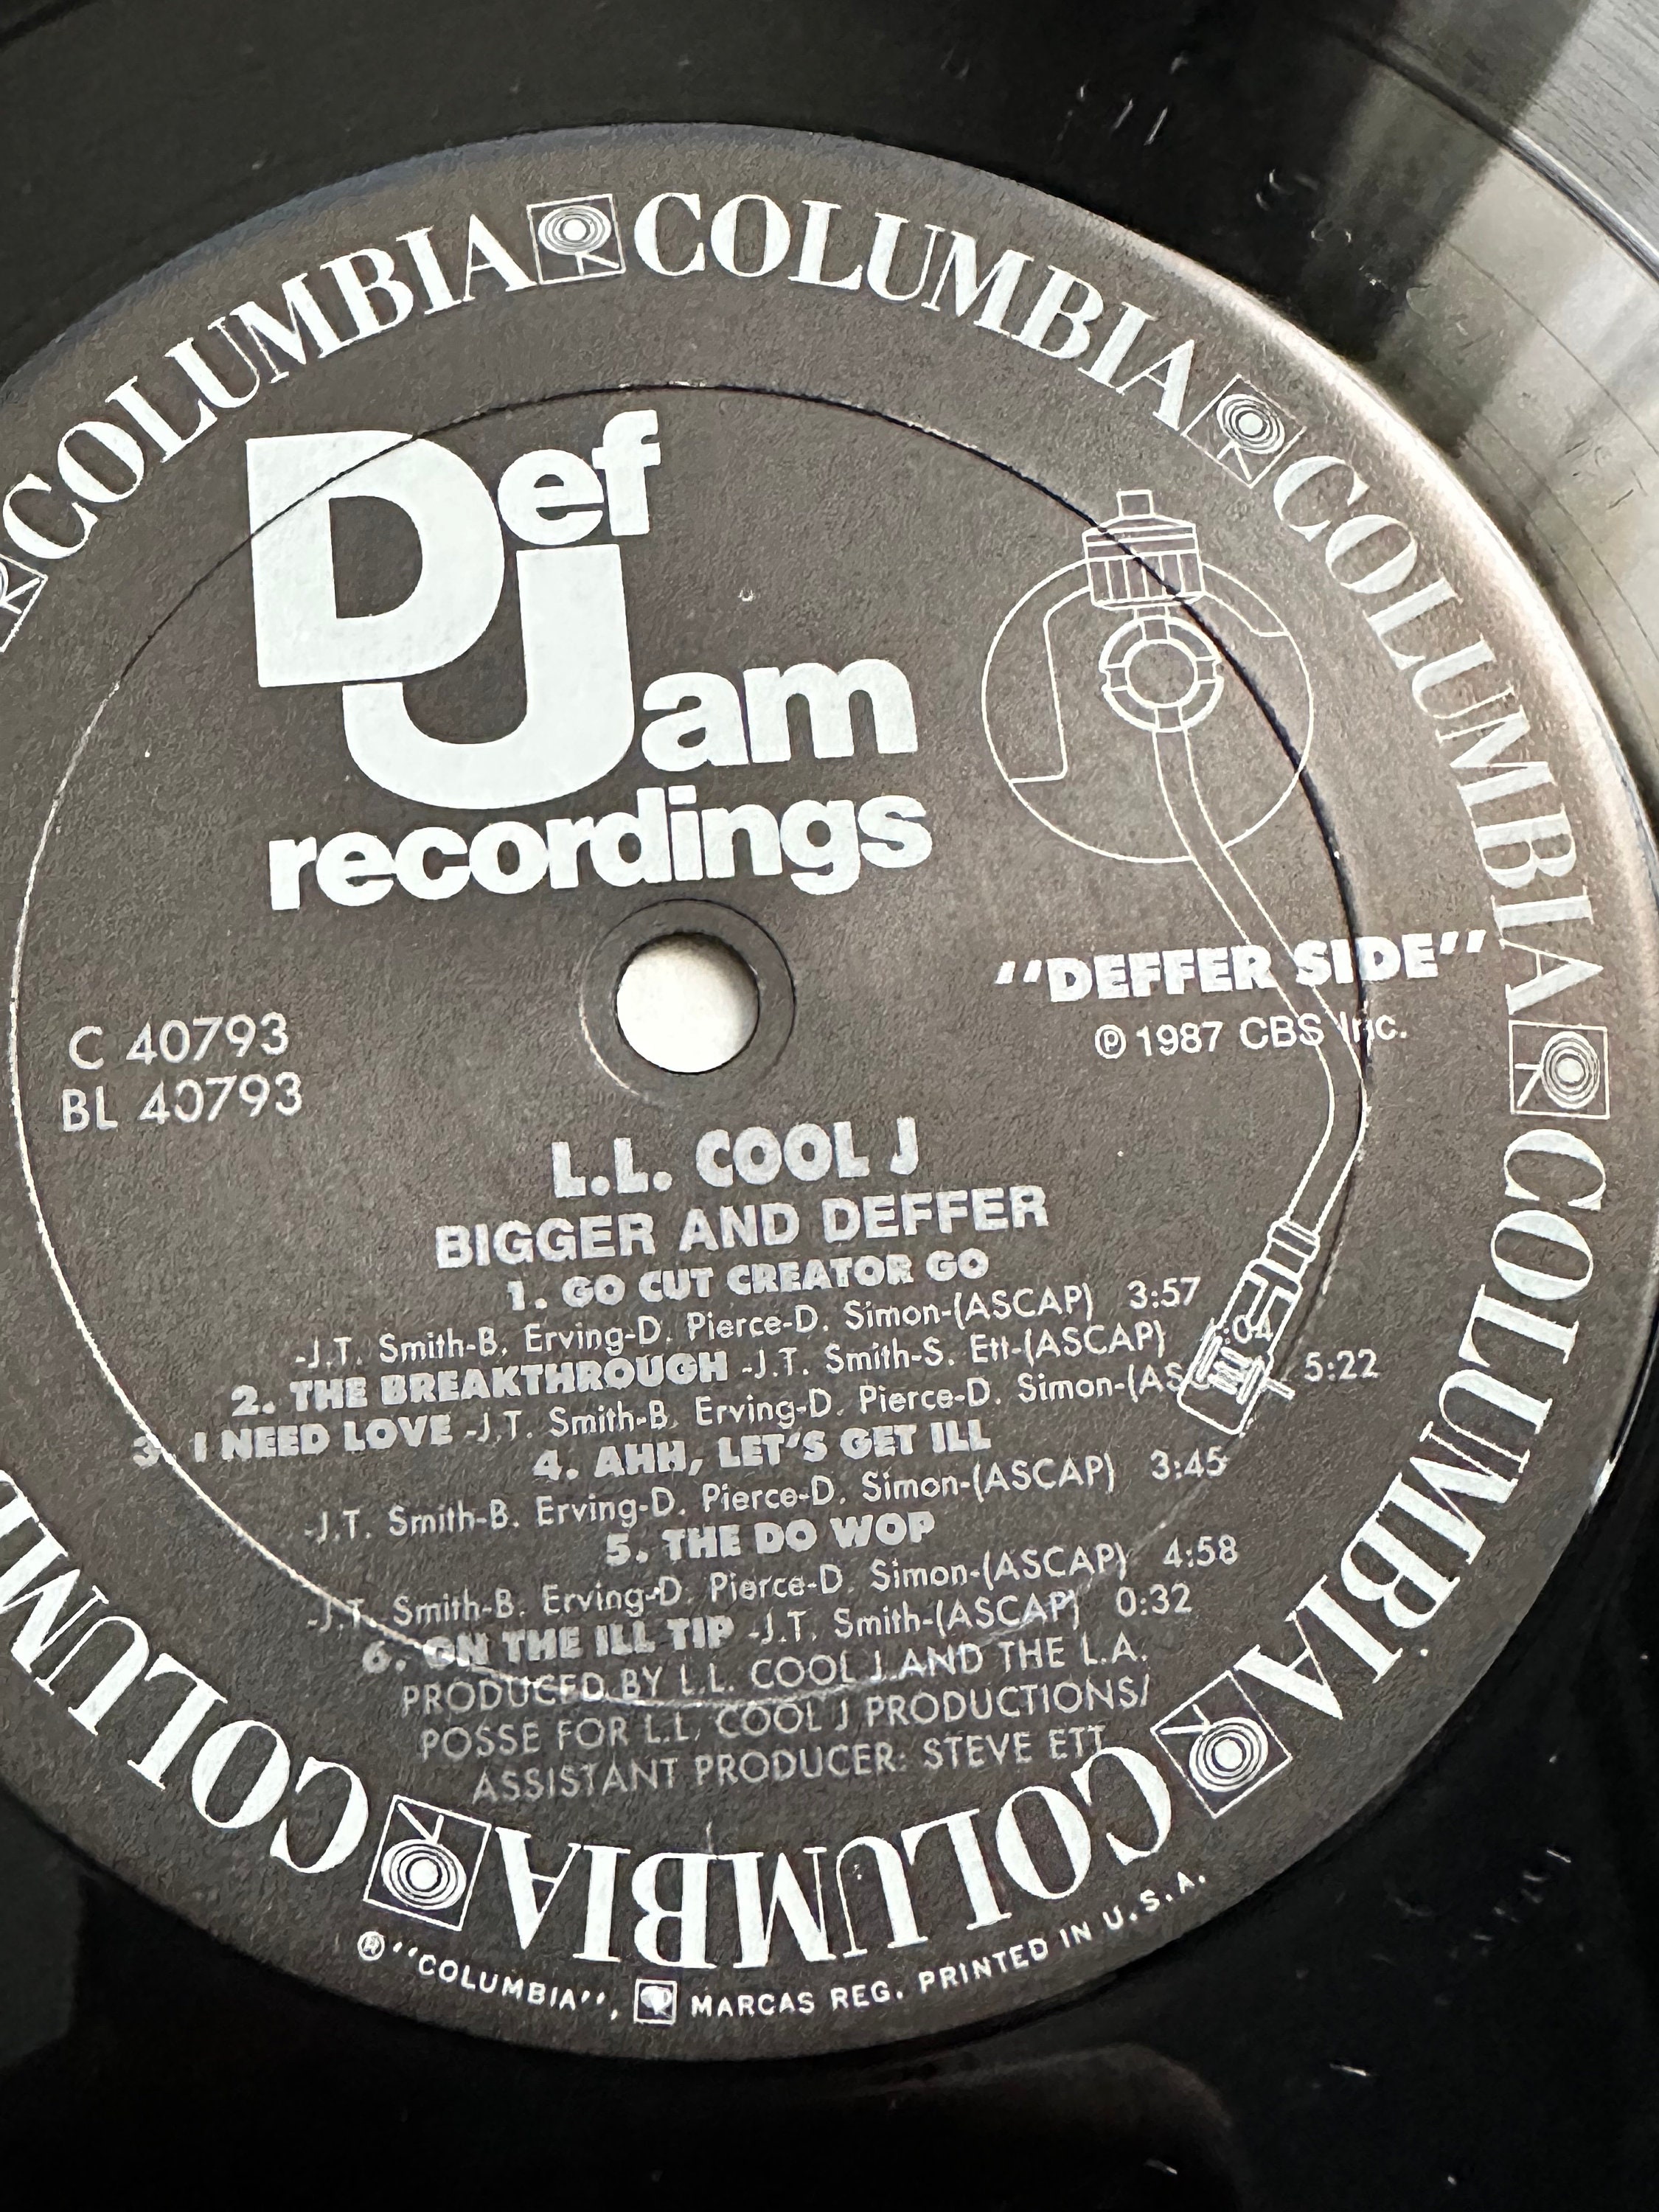 COLUMBIA COLUMBIA COLUMBIA COLUMBIA COLUMBIA COLUMBIA
Def
Jam
recordings
"DEFFER SIDE"
℗ 1987 CBS Inc.
C 40793
BL 40793
L.L. COOL J
BIGGER AND DEFFER
1. GO CUT CREATOR GO
-J.T. Smith-B. Erving-D. Pierce-D. Simon-(ASCAP) 3:57
2. THE BREAKTHROUGH -J.T. Smith-S. Ett-(ASCAP) :04
3. I NEED LOVE -J.T. Smith-B. Erving-D. Pierce-D. Simon-(ASC 5:22
4. AHH, LET'S GET ILL
-J.T. Smith-B. Erving-D. Pierce-D. Simon-(ASCAP) 3:45
5. THE DO WOP
-J.T. Smith-B. Erving-D. Pierce-D. Simon-(ASCAP) 4:58
6. ON THE ILL TIP -J.T. Smith-(ASCAP) 0:32
PRODUCED BY L.L. COOL J AND THE L.A.
POSSE FOR L.L. COOL J PRODUCTIONS/
ASSISTANT PRODUCER: STEVE ETT
COLUMBIA
® "COLUMBIA", MARCAS REG. PRINTED IN U.S.A.